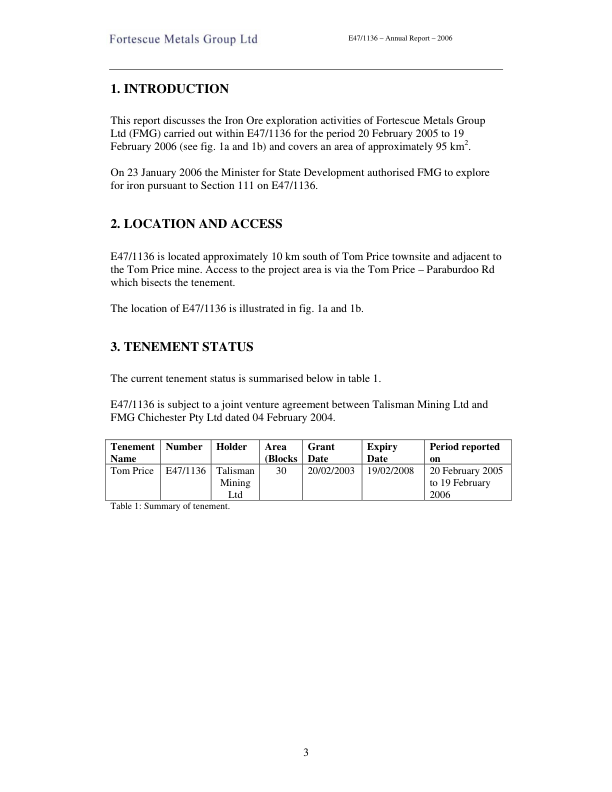 Fortescue Metals Group Ltd
E47/1136 – Annual Report – 2006
1. INTRODUCTION
This report discusses the Iron Ore exploration activities of Fortescue Metals Group
Ltd (FMG) carried out within E47/1136 for the period 20 February 2005 to 19
February 2006 (see fig. 1a and 1b) and covers an area of approximately 95 km².
On 23 January 2006 the Minister for State Development authorised FMG to explore
for iron pursuant to Section 111 on E47/1136.
2. LOCATION AND ACCESS
E47/1136 is located approximately 10 km south of Tom Price townsite and adjacent to
the Tom Price mine. Access to the project area is via the Tom Price – Paraburdoo Rd
which bisects the tenement.
The location of E47/1136 is illustrated in fig. 1a and 1b.
3. TENEMENT STATUS
The current tenement status is summarised below in table 1.
E47/1136 is subject to a joint venture agreement between Talisman Mining Ltd and
FMG Chichester Pty Ltd dated 04 February 2004.
Tenement Number Holder Area Grant Expiry Period reported
Name (Blocks Date Date on
Tom Price E47/1136 Talisman 30 20/02/2003 19/02/2008 20 February 2005
Mining to 19 February
Ltd 2006
Table 1: Summary of tenement.
3